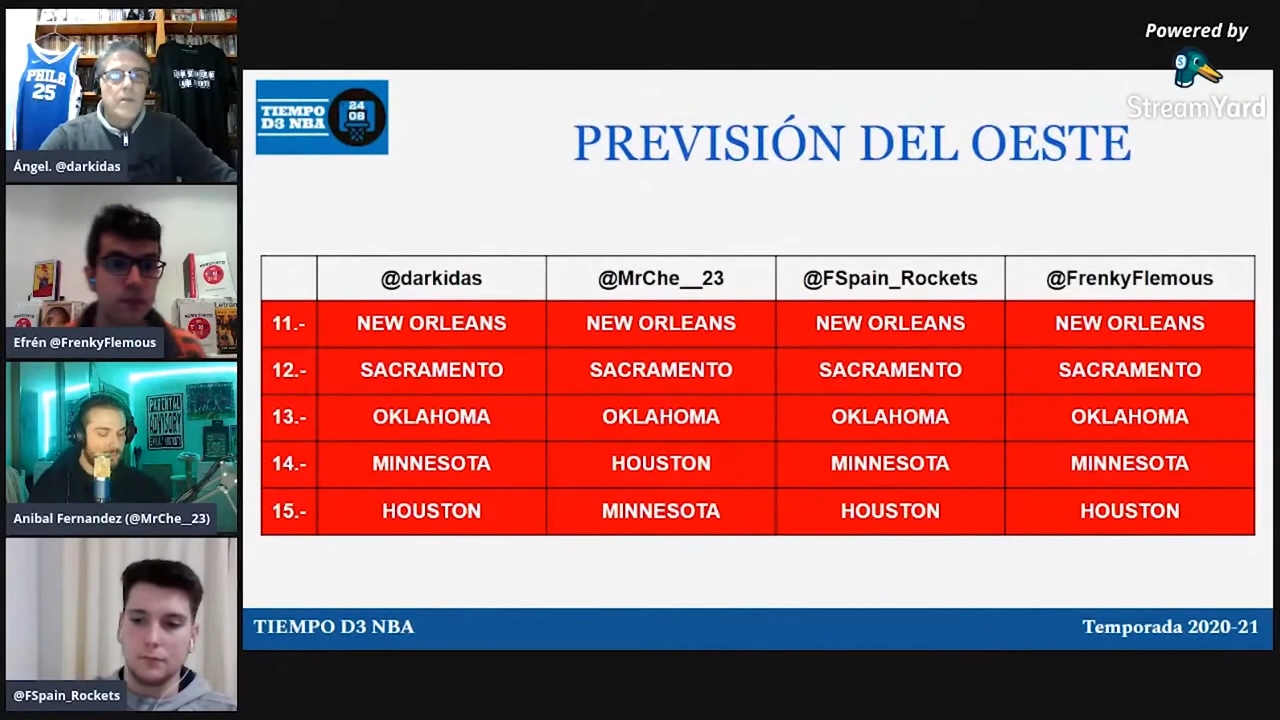 PHILA
25
Ángel. @darkidas
Efrén @FrenkyFlemous
PARENTAL
ADVISORY
Anibal Fernandez (@MrChe__23)
@FSpain_Rockets
Powered by
S
StreamYard
TIEMPO
D3 NBA
24
08
PREVISIÓN DEL OESTE
@darkidas @MrChe__23 @FSpain_Rockets @FrenkyFlemous
11.- NEW ORLEANS NEW ORLEANS NEW ORLEANS NEW ORLEANS
12.- SACRAMENTO SACRAMENTO SACRAMENTO SACRAMENTO
13.- OKLAHOMA OKLAHOMA OKLAHOMA OKLAHOMA
14.- MINNESOTA HOUSTON MINNESOTA MINNESOTA
15.- HOUSTON MINNESOTA HOUSTON HOUSTON
TIEMPO D3 NBA Temporada 2020-21